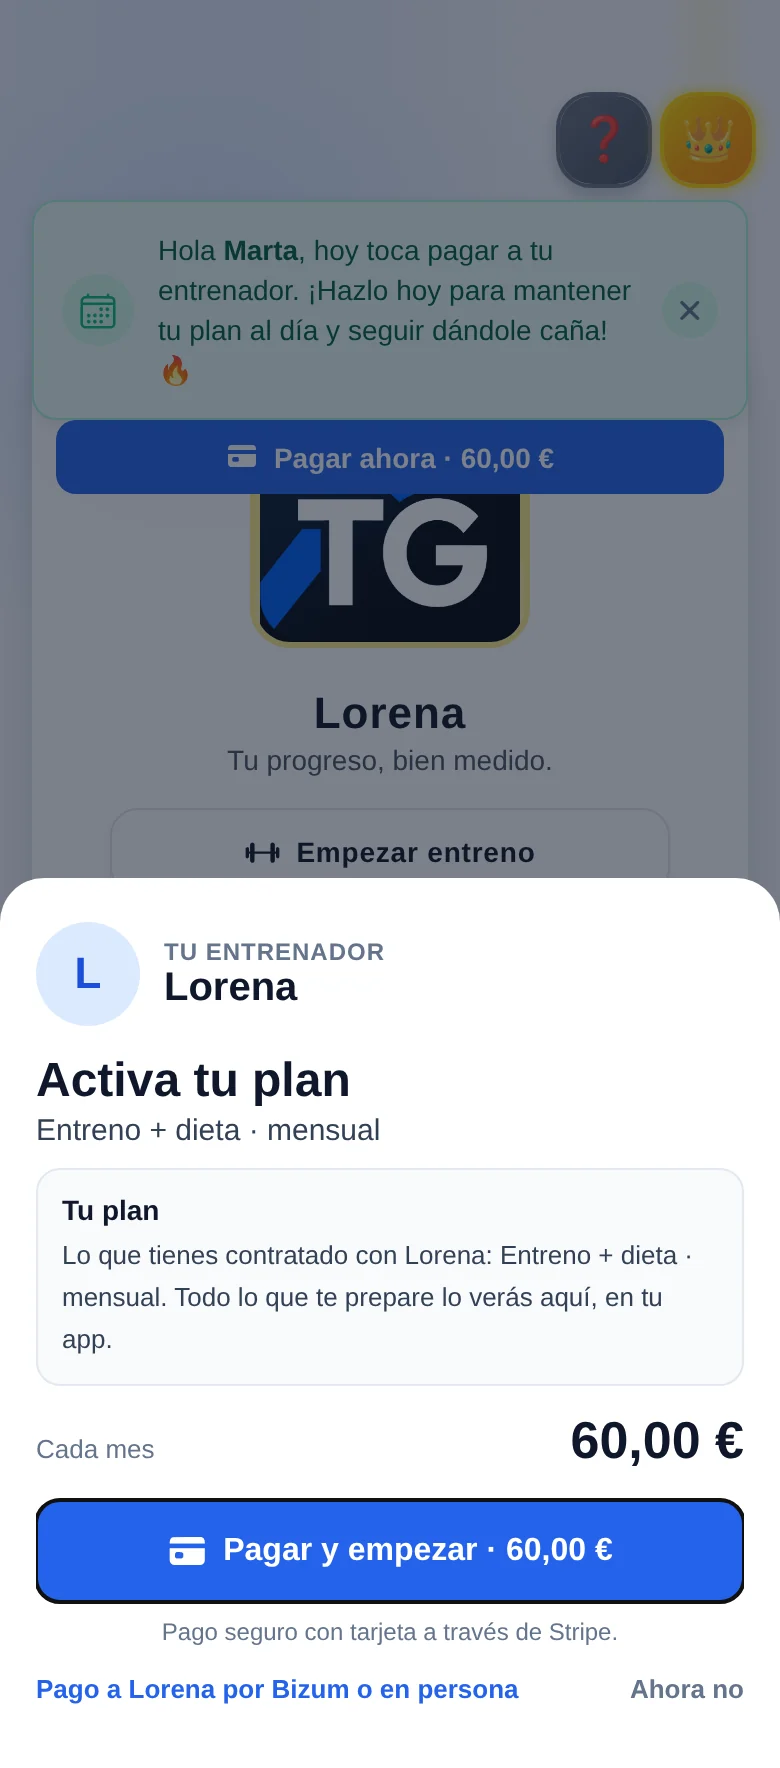 Hola Marta, hoy toca pagar a tu
entrenador. ¡Hazlo hoy para mantener
tu plan al día y seguir dándole caña!
🔥
Pagar ahora · 60,00 €
TG
Lorena
Tu progreso, bien medido.
Empezar entreno
L
TU ENTRENADOR
Lorena
Activa tu plan
Entreno + dieta · mensual
Tu plan
Lo que tienes contratado con Lorena: Entreno + dieta ·
mensual. Todo lo que te prepare lo verás aquí, en tu
app.
Cada mes
60,00 €
Pagar y empezar · 60,00 €
Pago seguro con tarjeta a través de Stripe.
Pago a Lorena por Bizum o en persona
Ahora no